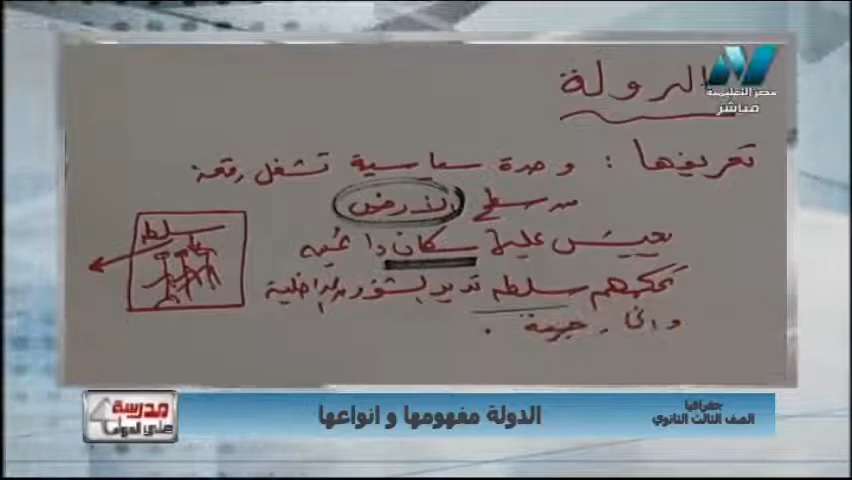 الدولة
مصر التعليمية
مباشر
تعريفها : وحدة سياسية تشغل رقعة
من سطح الأرض
يعيش عليها سكان دائمين
تحكمهم سلطة تدير الشئون الداخلية
والخارجية .
سلطة
مدرسة
على الهواء
الدولة مفهومها و انواعها
جغرافيا
الصف الثالث الثانوي